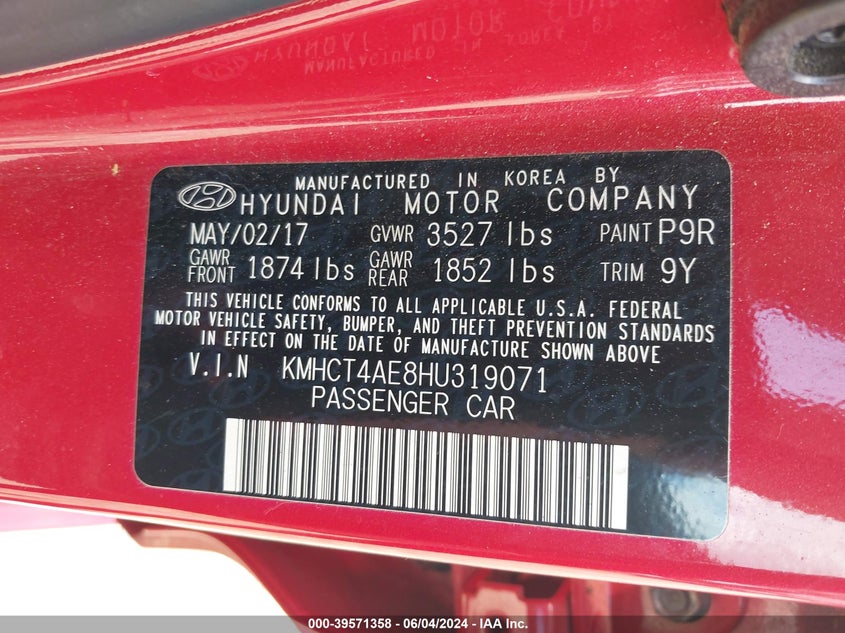 MANUFACTURED IN KOREA BY
HYUNDAI MOTOR COMPANY
MAY/02/17 GVWR 3527 lbs PAINT P9R
GAWR FRONT 1874 lbs GAWR REAR 1852 lbs TRIM 9Y
THIS VEHICLE CONFORMS TO ALL APPLICABLE U.S.A. FEDERAL
MOTOR VEHICLE SAFETY, BUMPER, AND THEFT PREVENTION STANDARDS
IN EFFECT ON THE DATE OF MANUFACTURE SHOWN ABOVE
V.I.N KMHCT4AE8HU319071
PASSENGER CAR
000-39571358 - 06/04/2024 - IAA Inc.